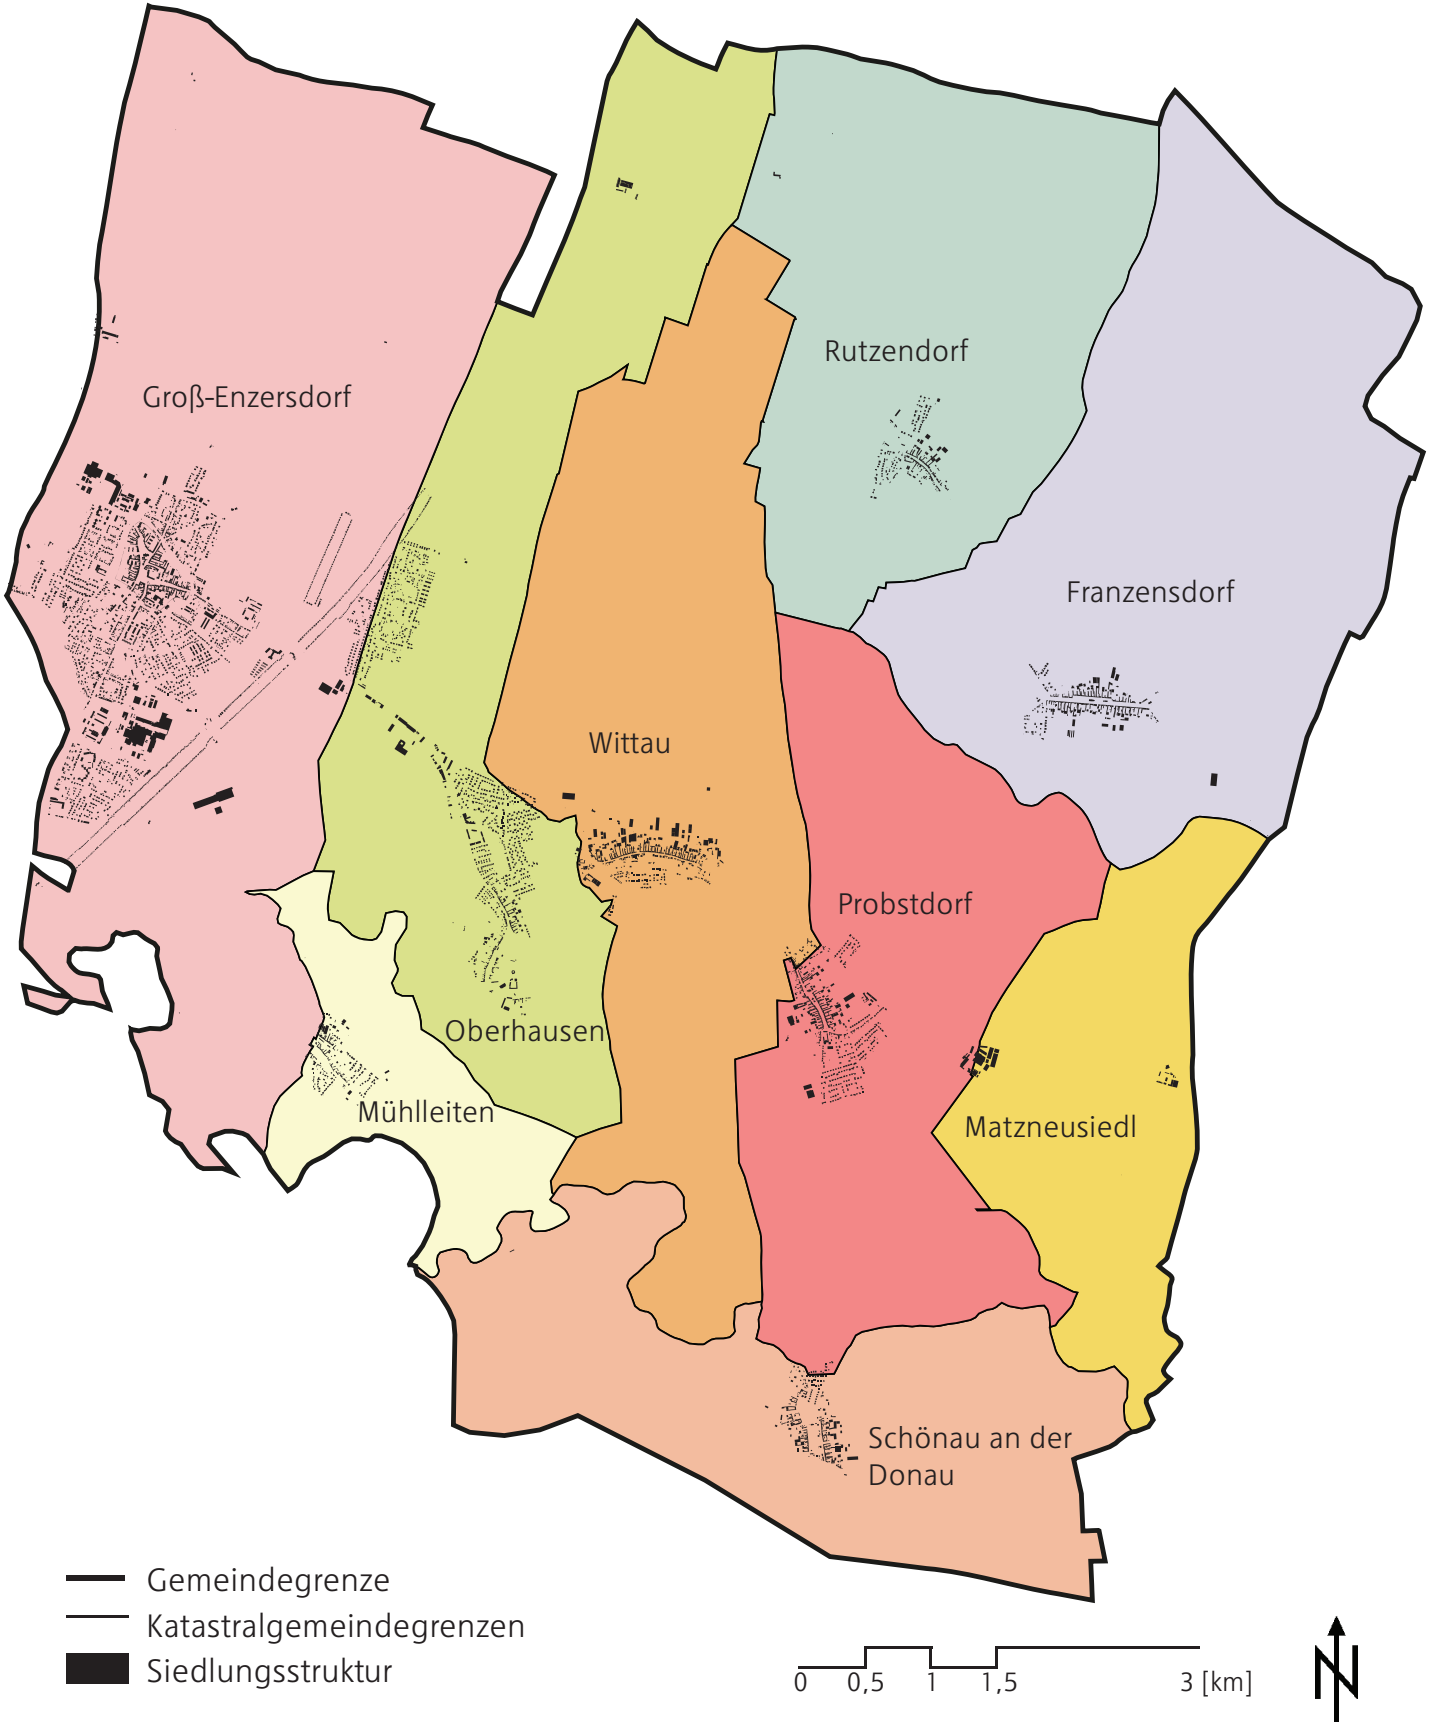 Rutzendorf
Groß-Enzersdorf
Franzensdorf
Wittau
Probstdorf
Oberhausen
Mühlleiten
Matzneusiedl
Schönau an der
Donau
Gemeindegrenze
Katastralgemeindegrenzen
Siedlungsstruktur
0 0,5 1 1,5 3 [km]
N